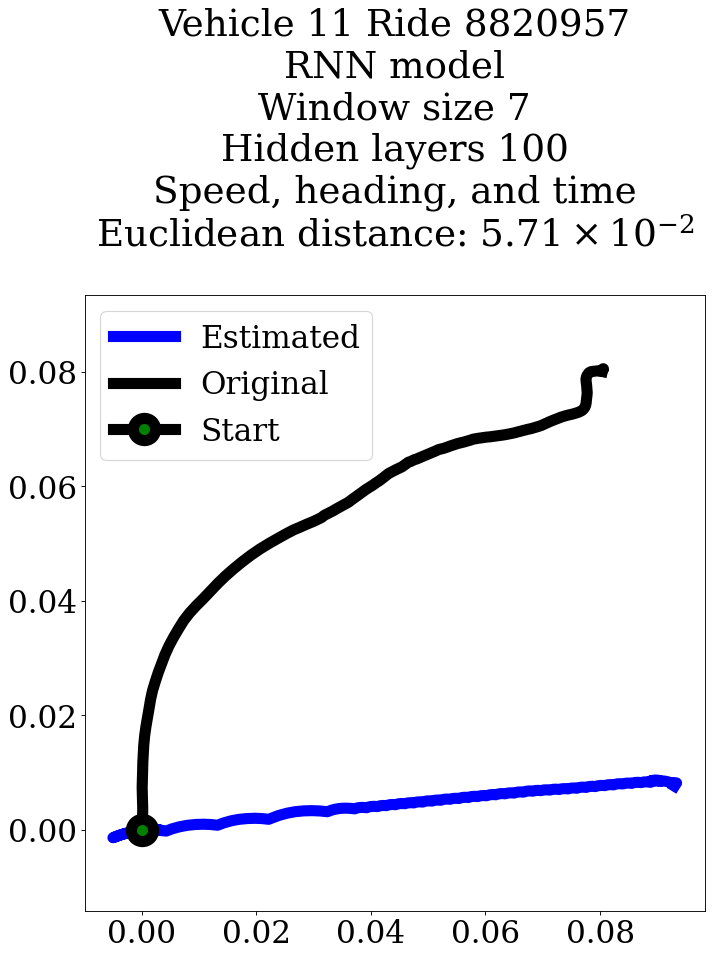 Vehicle 11 Ride 8820957
RNN model
Window size 7
Hidden layers 100
Speed, heading, and time
Euclidean distance: 5.71 × 10⁻²
Estimated
Original
Start
0.08
0.06
0.04
0.02
0.00
0.00 0.02 0.04 0.06 0.08